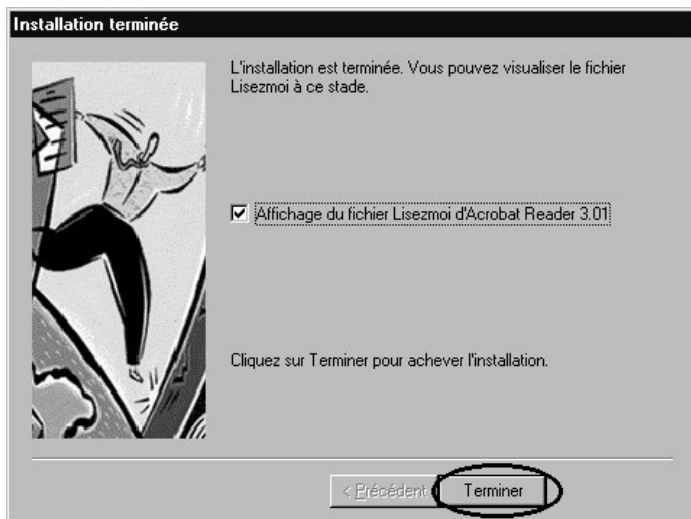 Installation terminée
L'installation est terminée. Vous pouvez visualiser le fichier
Lisezmoi à ce stade.
Affichage du fichier Lisezmoi d'Acrobat Reader 3.01
Cliquez sur Terminer pour achever l'installation.
< Précédent Terminer